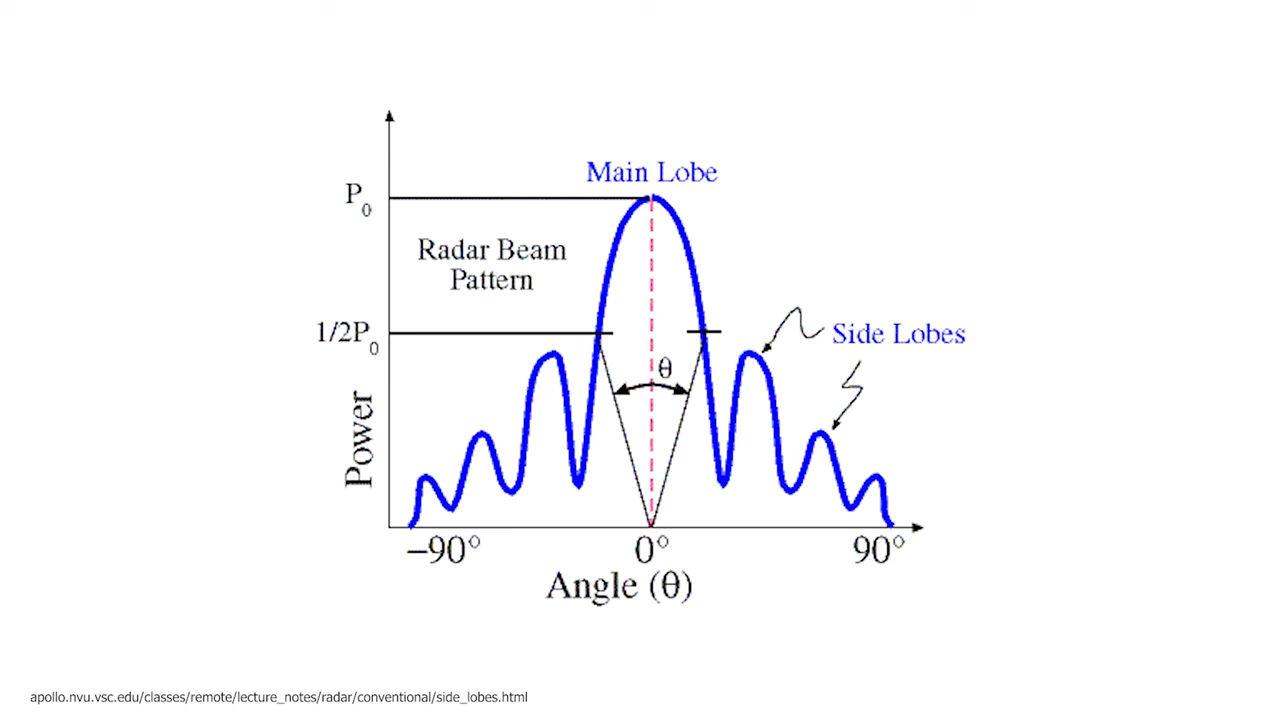 Main Lobe
P0
Radar Beam
Pattern
1/2P0
Side Lobes
θ
Power
−90° 0° 90°
Angle (θ)
apollo.nvu.vsc.edu/classes/remote/lecture_notes/radar/conventional/side_lobes.html